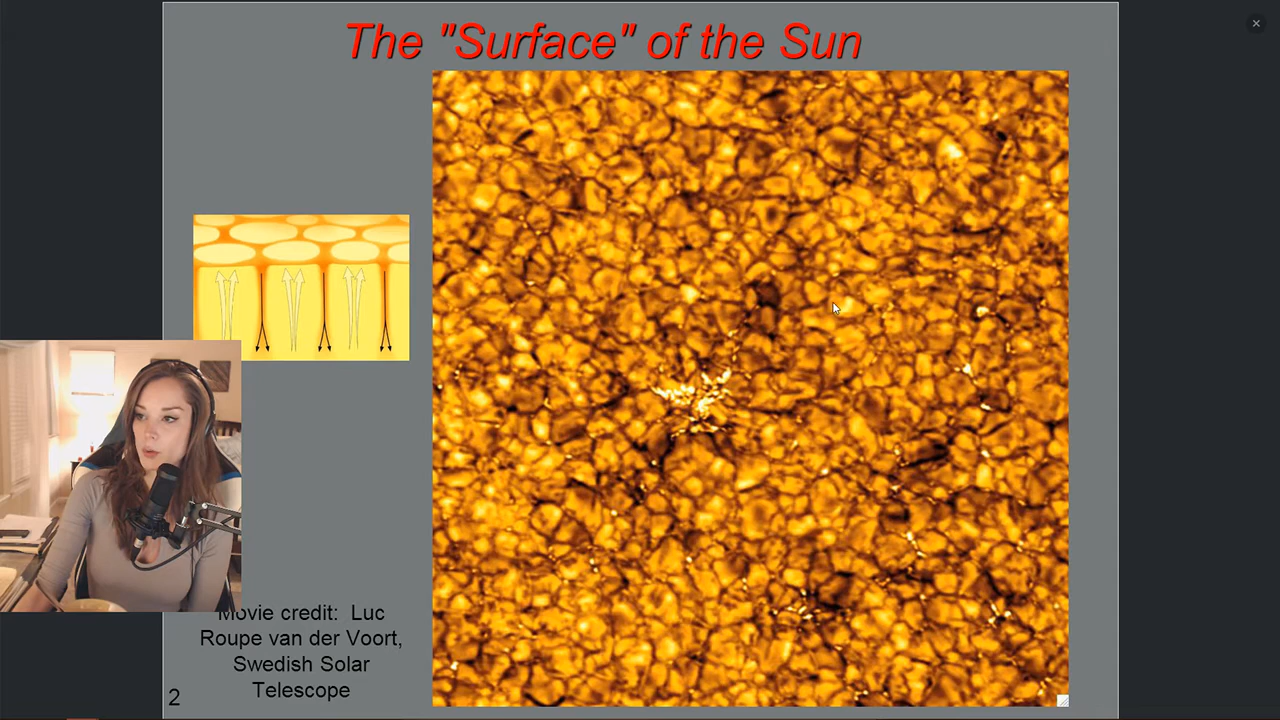 The "Surface" of the Sun
Movie credit: Luc
Roupe van der Voort,
Swedish Solar
Telescope
2